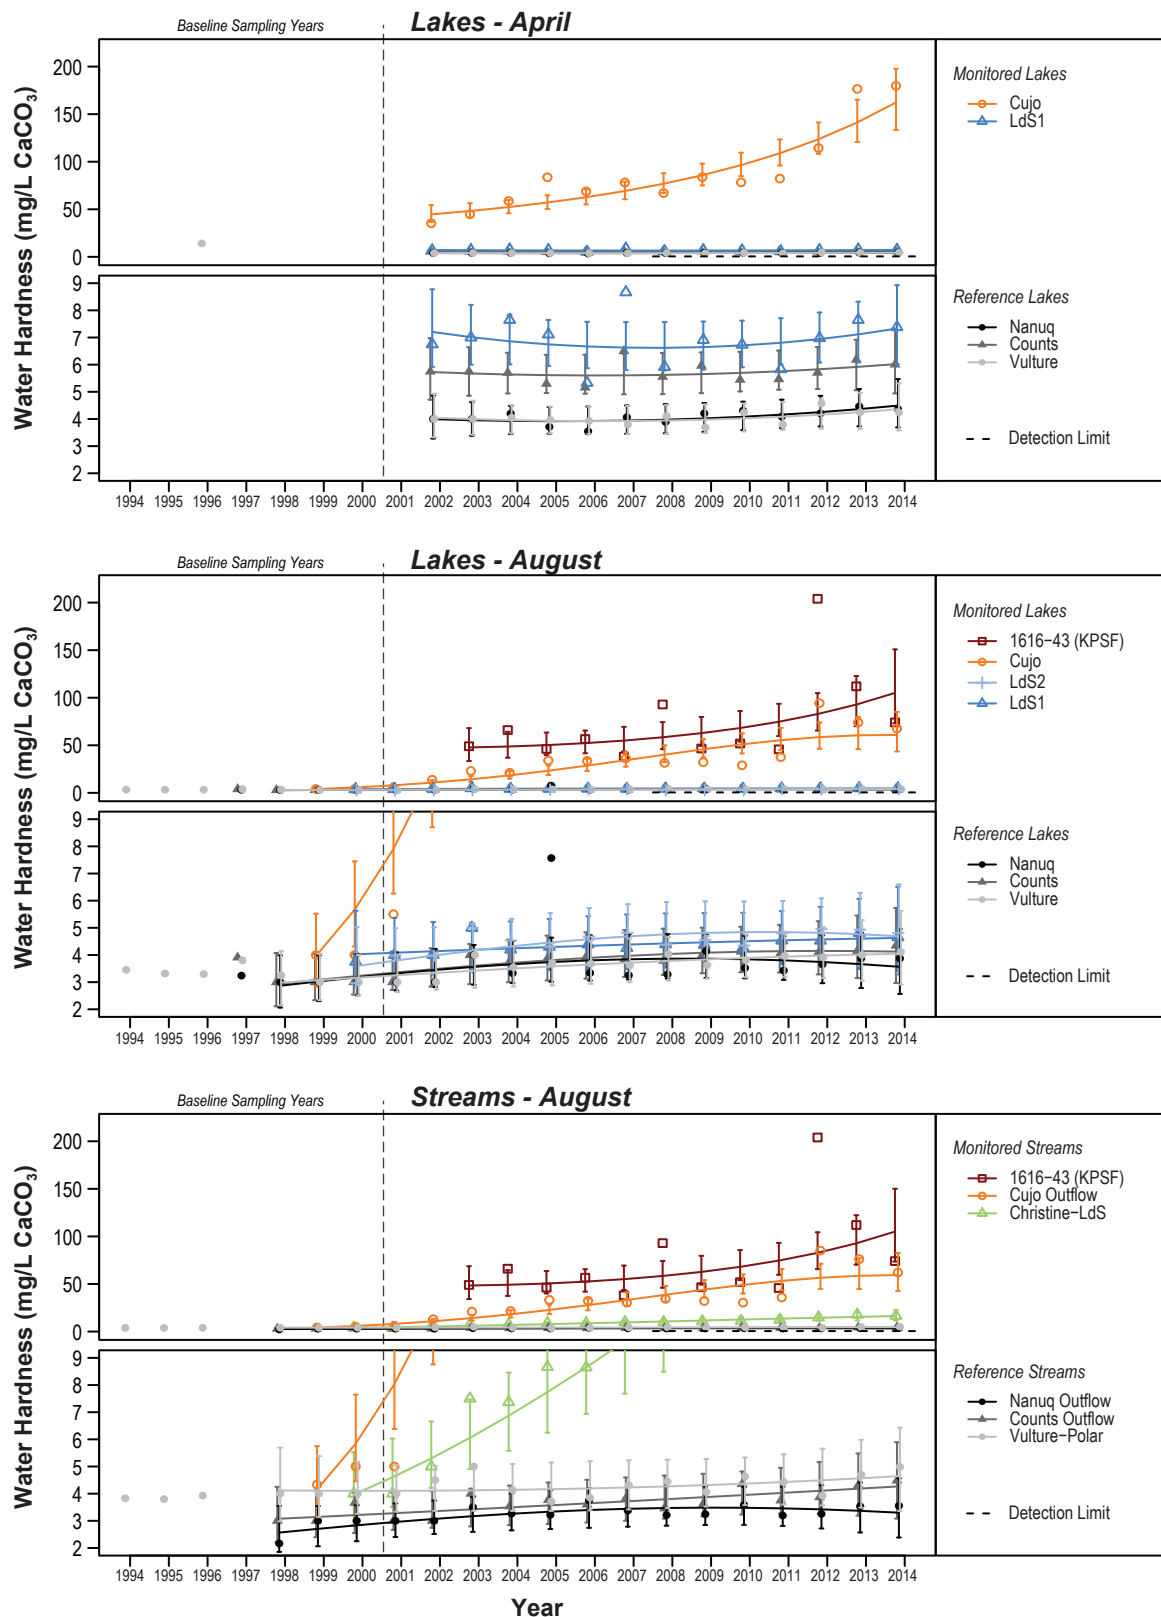 Baseline Sampling Years
Lakes - April
200
150
100
50
0
Monitored Lakes
Cujo
LdS1
Water Hardness (mg/L CaCO3)
9
8
7
6
5
4
3
2
Reference Lakes
Nanuq
Counts
Vulture
Detection Limit
1994 1995 1996 1997 1998 1999 2000 2001 2002 2003 2004 2005 2006 2007 2008 2009 2010 2011 2012 2013 2014
Baseline Sampling Years
Lakes - August
200
150
100
50
0
Monitored Lakes
1616−43 (KPSF)
Cujo
LdS2
LdS1
Water Hardness (mg/L CaCO3)
9
8
7
6
5
4
3
2
Reference Lakes
Nanuq
Counts
Vulture
Detection Limit
1994 1995 1996 1997 1998 1999 2000 2001 2002 2003 2004 2005 2006 2007 2008 2009 2010 2011 2012 2013 2014
Baseline Sampling Years
Streams - August
200
150
100
50
0
Monitored Streams
1616−43 (KPSF)
Cujo Outflow
Christine−LdS
Water Hardness (mg/L CaCO3)
9
8
7
6
5
4
3
2
Reference Streams
Nanuq Outflow
Counts Outflow
Vulture−Polar
Detection Limit
1994 1995 1996 1997 1998 1999 2000 2001 2002 2003 2004 2005 2006 2007 2008 2009 2010 2011 2012 2013 2014
Year